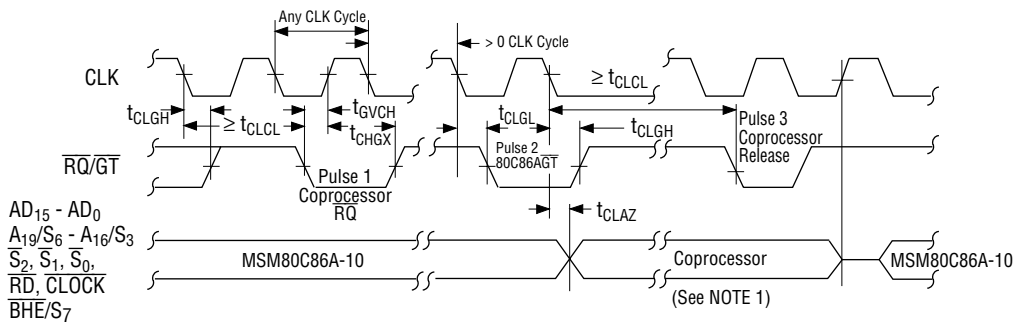 Any CLK Cycle
> 0 CLK Cycle
CLK
≥ tCLCL
tCLGH
≥ tCLCL
tGVCH
tCHGX
tCLGL
tCLGH
Pulse 3
Coprocessor
Release
RQ/GT
Pulse 1
Coprocessor
RQ
Pulse 2
80C86AGT
tCLAZ
AD15 - AD0
A19/S6 - A16/S3
S2, S1, S0,
RD, CLOCK
BHE/S7
MSM80C86A-10
Coprocessor
(See NOTE 1)
MSM80C86A-10